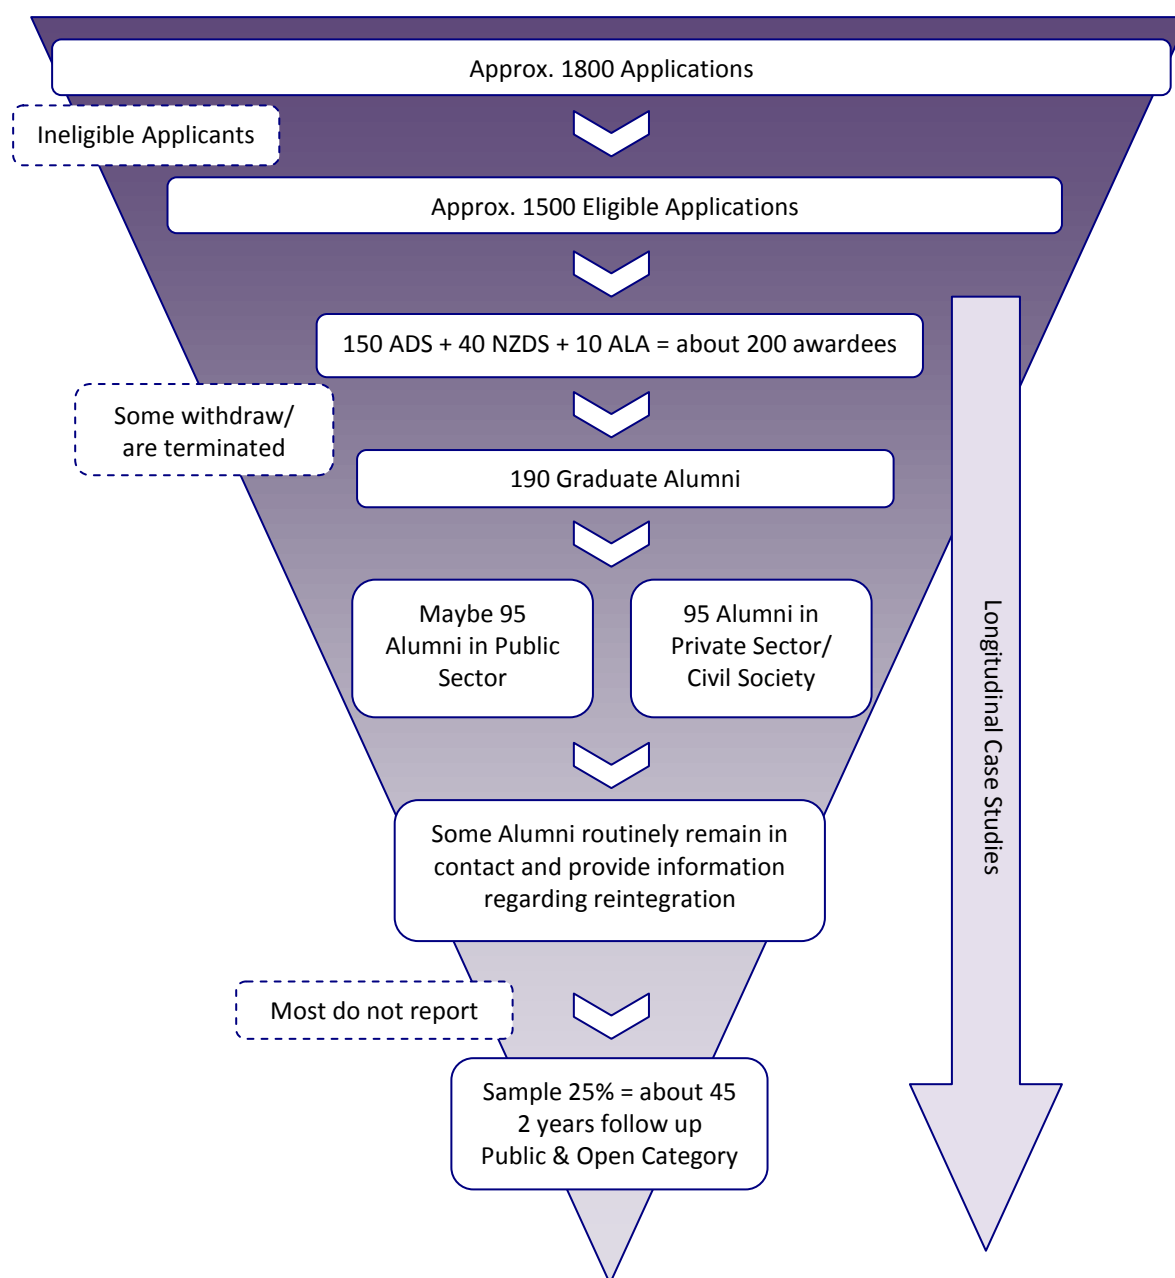 Approx. 1800 Applications
Ineligible Applicants
Approx. 1500 Eligible Applications
150 ADS + 40 NZDS + 10 ALA = about 200 awardees
Some withdraw/
are terminated
190 Graduate Alumni
Maybe 95
Alumni in Public
Sector
95 Alumni in
Private Sector/
Civil Society
Longitudinal Case Studies
Some Alumni routinely remain in
contact and provide information
regarding reintegration
Most do not report
Sample 25% = about 45
2 years follow up
Public & Open Category